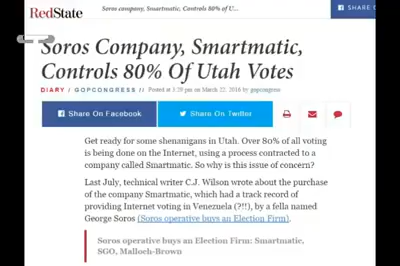 RedState
Soros company, Smartmatic, Controls 80% of U...
SHARE O
Soros Company, Smartmatic,
Controls 80% Of Utah Votes
DIARY / GOPCONGRESS // Posted at 3:29 pm on March 22, 2016 by gopcongress
Share On Facebook
Share On Twitter
Get ready for some shenanigans in Utah. Over 80% of all voting
is being done on the Internet, using a process contracted to a
company called Smartmatic. So why is this issue of concern?
Last July, technical writer C.J. Wilson wrote about the purchase
of the company Smartmatic, which had a track record of
providing Internet voting in Venezuela (?!!), by a fella named
George Soros (Soros operative buys an Election Firm).
Soros operative buys an Election Firm: Smartmatic,
SGO, Malloch-Brown